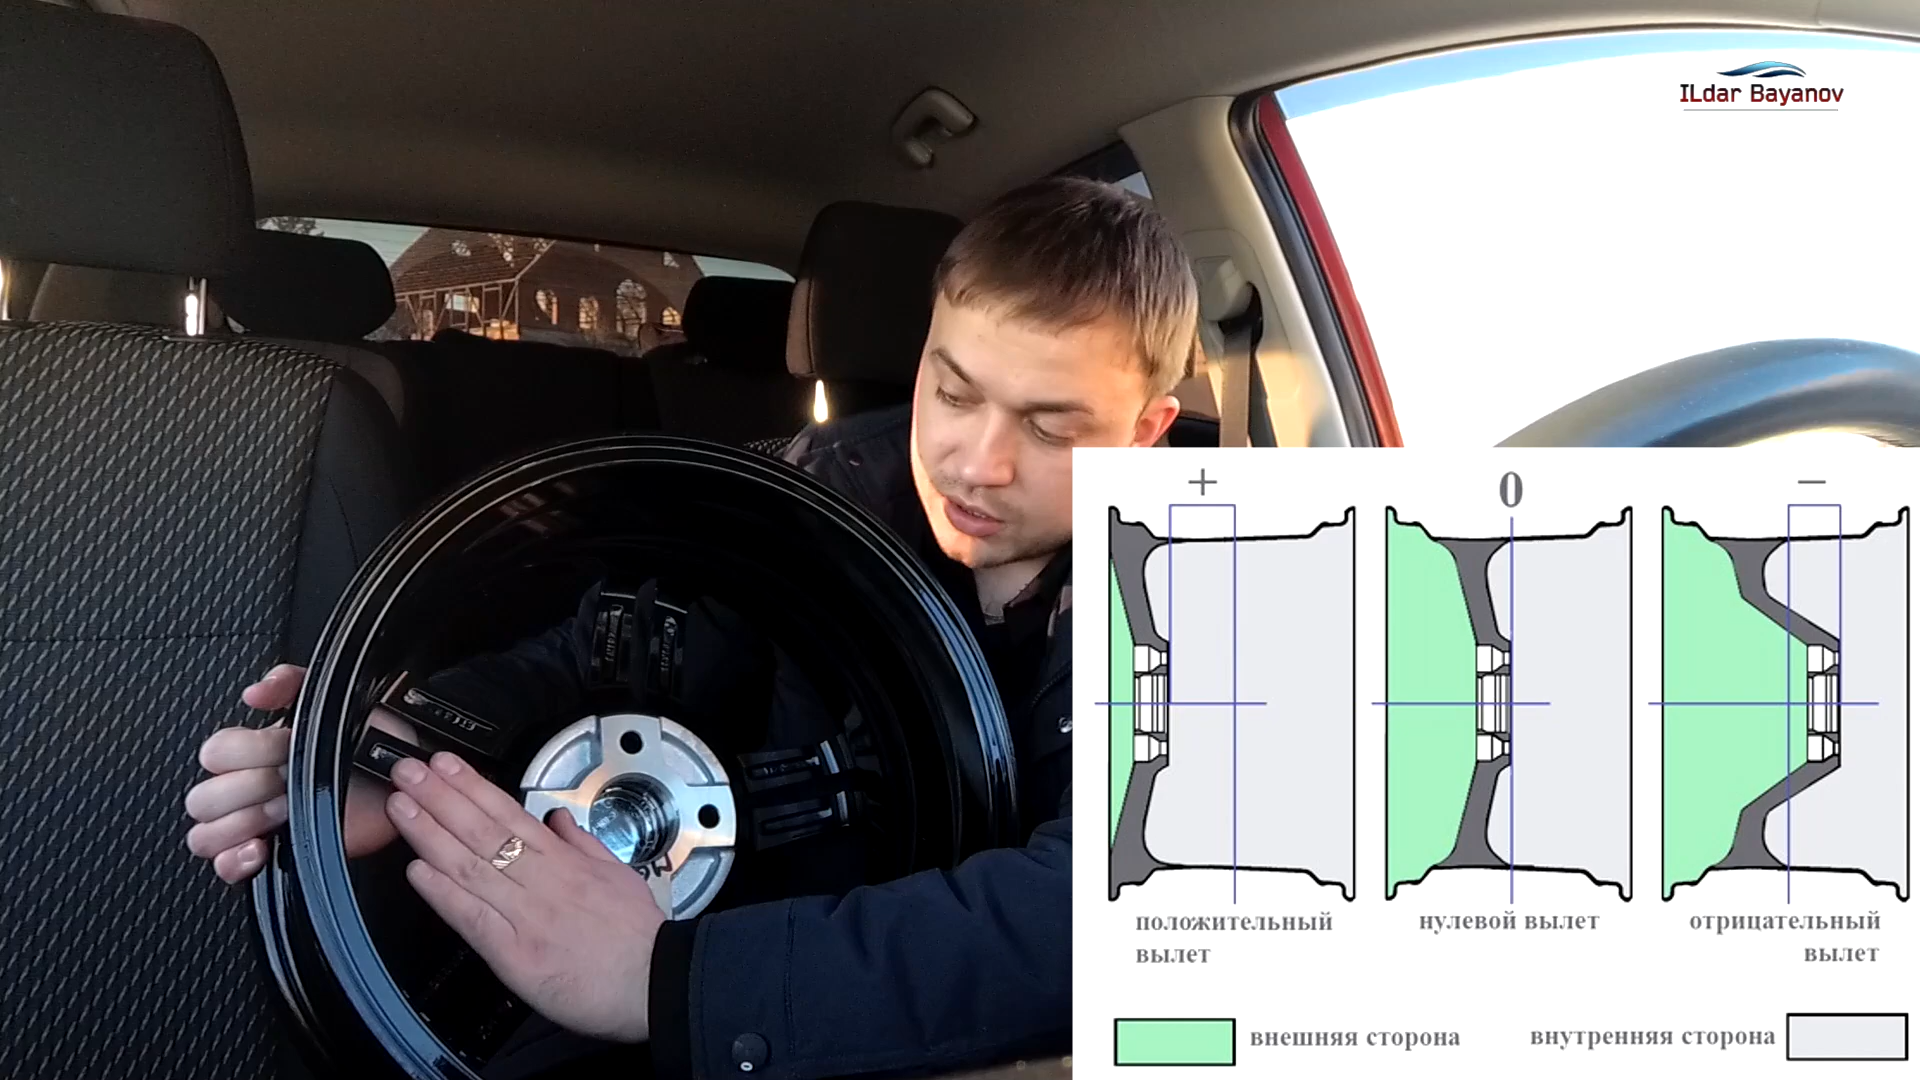 ILdar Bayanov
+
0
−
положительный
вылет
нулевой вылет
отрицательный
вылет
внешняя сторона
внутренняя сторона